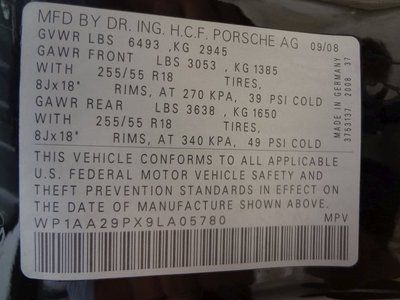 MFD BY DR. ING. H.C.F. PORSCHE AG 09/08
GVWR LBS 6493 ,KG 2945
GAWR FRONT LBS 3053 ,KG 1385
WITH 255/55 R18 TIRES,
8Jx18" RIMS, AT 270 KPA, 39 PSI COLD
GAWR REAR LBS 3638 ,KG 1650
WITH 255/55 R18 TIRES,
8Jx18" RIMS, AT 340 KPA, 49 PSI COLD
THIS VEHICLE CONFORMS TO ALL APPLICABLE
U.S. FEDERAL MOTOR VEHICLE SAFETY AND
THEFT PREVENTION STANDARDS IN EFFECT ON
THE DATE OF MANUFACTURE SHOWN ABOVE.
WP1AA29PX9LA05780 MPV
MADE IN GERMANY
3753137 2008 37